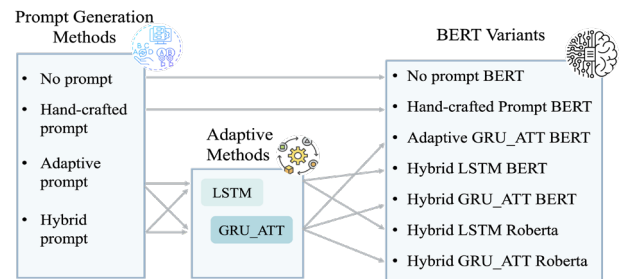 Prompt Generation
Methods
• No prompt
• Hand-crafted
prompt
• Adaptive
prompt
• Hybrid
prompt
Adaptive
Methods
LSTM
GRU_ATT
BERT Variants
• No prompt BERT
• Hand-crafted Prompt BERT
• Adaptive GRU_ATT BERT
• Hybrid LSTM BERT
• Hybrid GRU_ATT BERT
• Hybrid LSTM Roberta
• Hybrid GRU_ATT Roberta